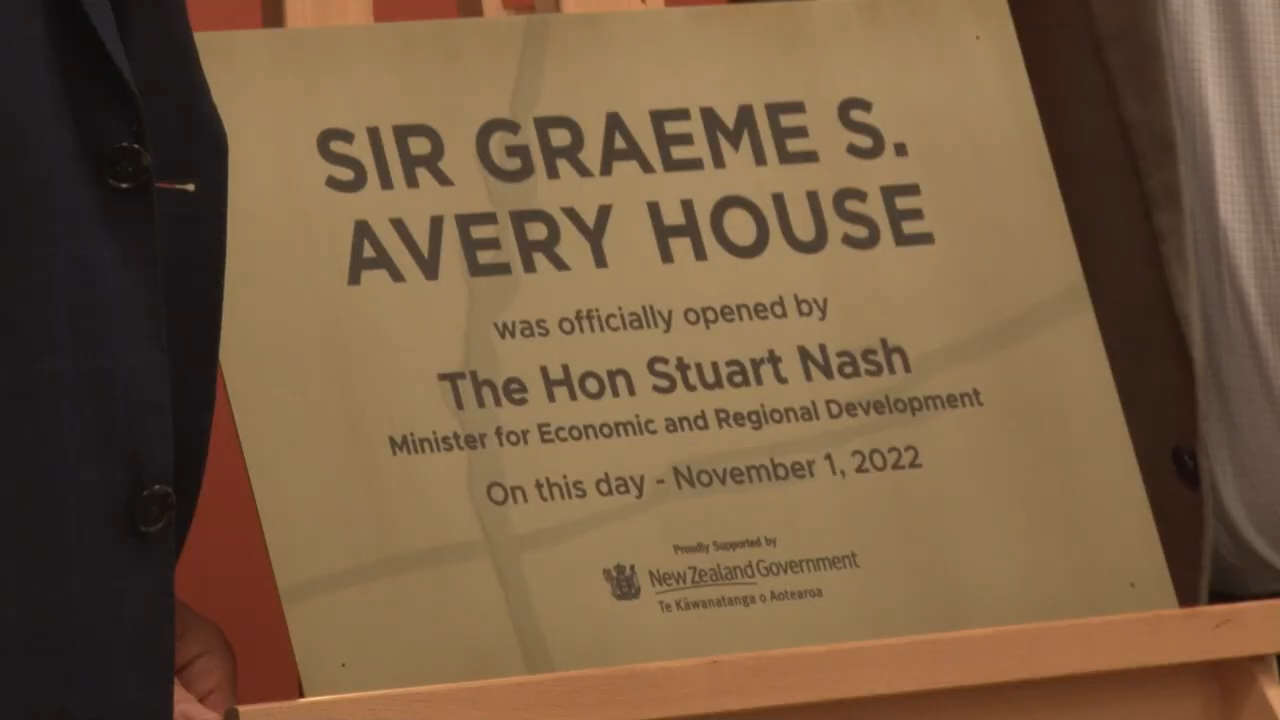 SIR GRAEME S.
AVERY HOUSE
was officially opened by
The Hon Stuart Nash
Minister for Economic and Regional Development
On this day - November 1, 2022
Proudly Supported by
New Zealand Government
Te Kāwanatanga o Aotearoa